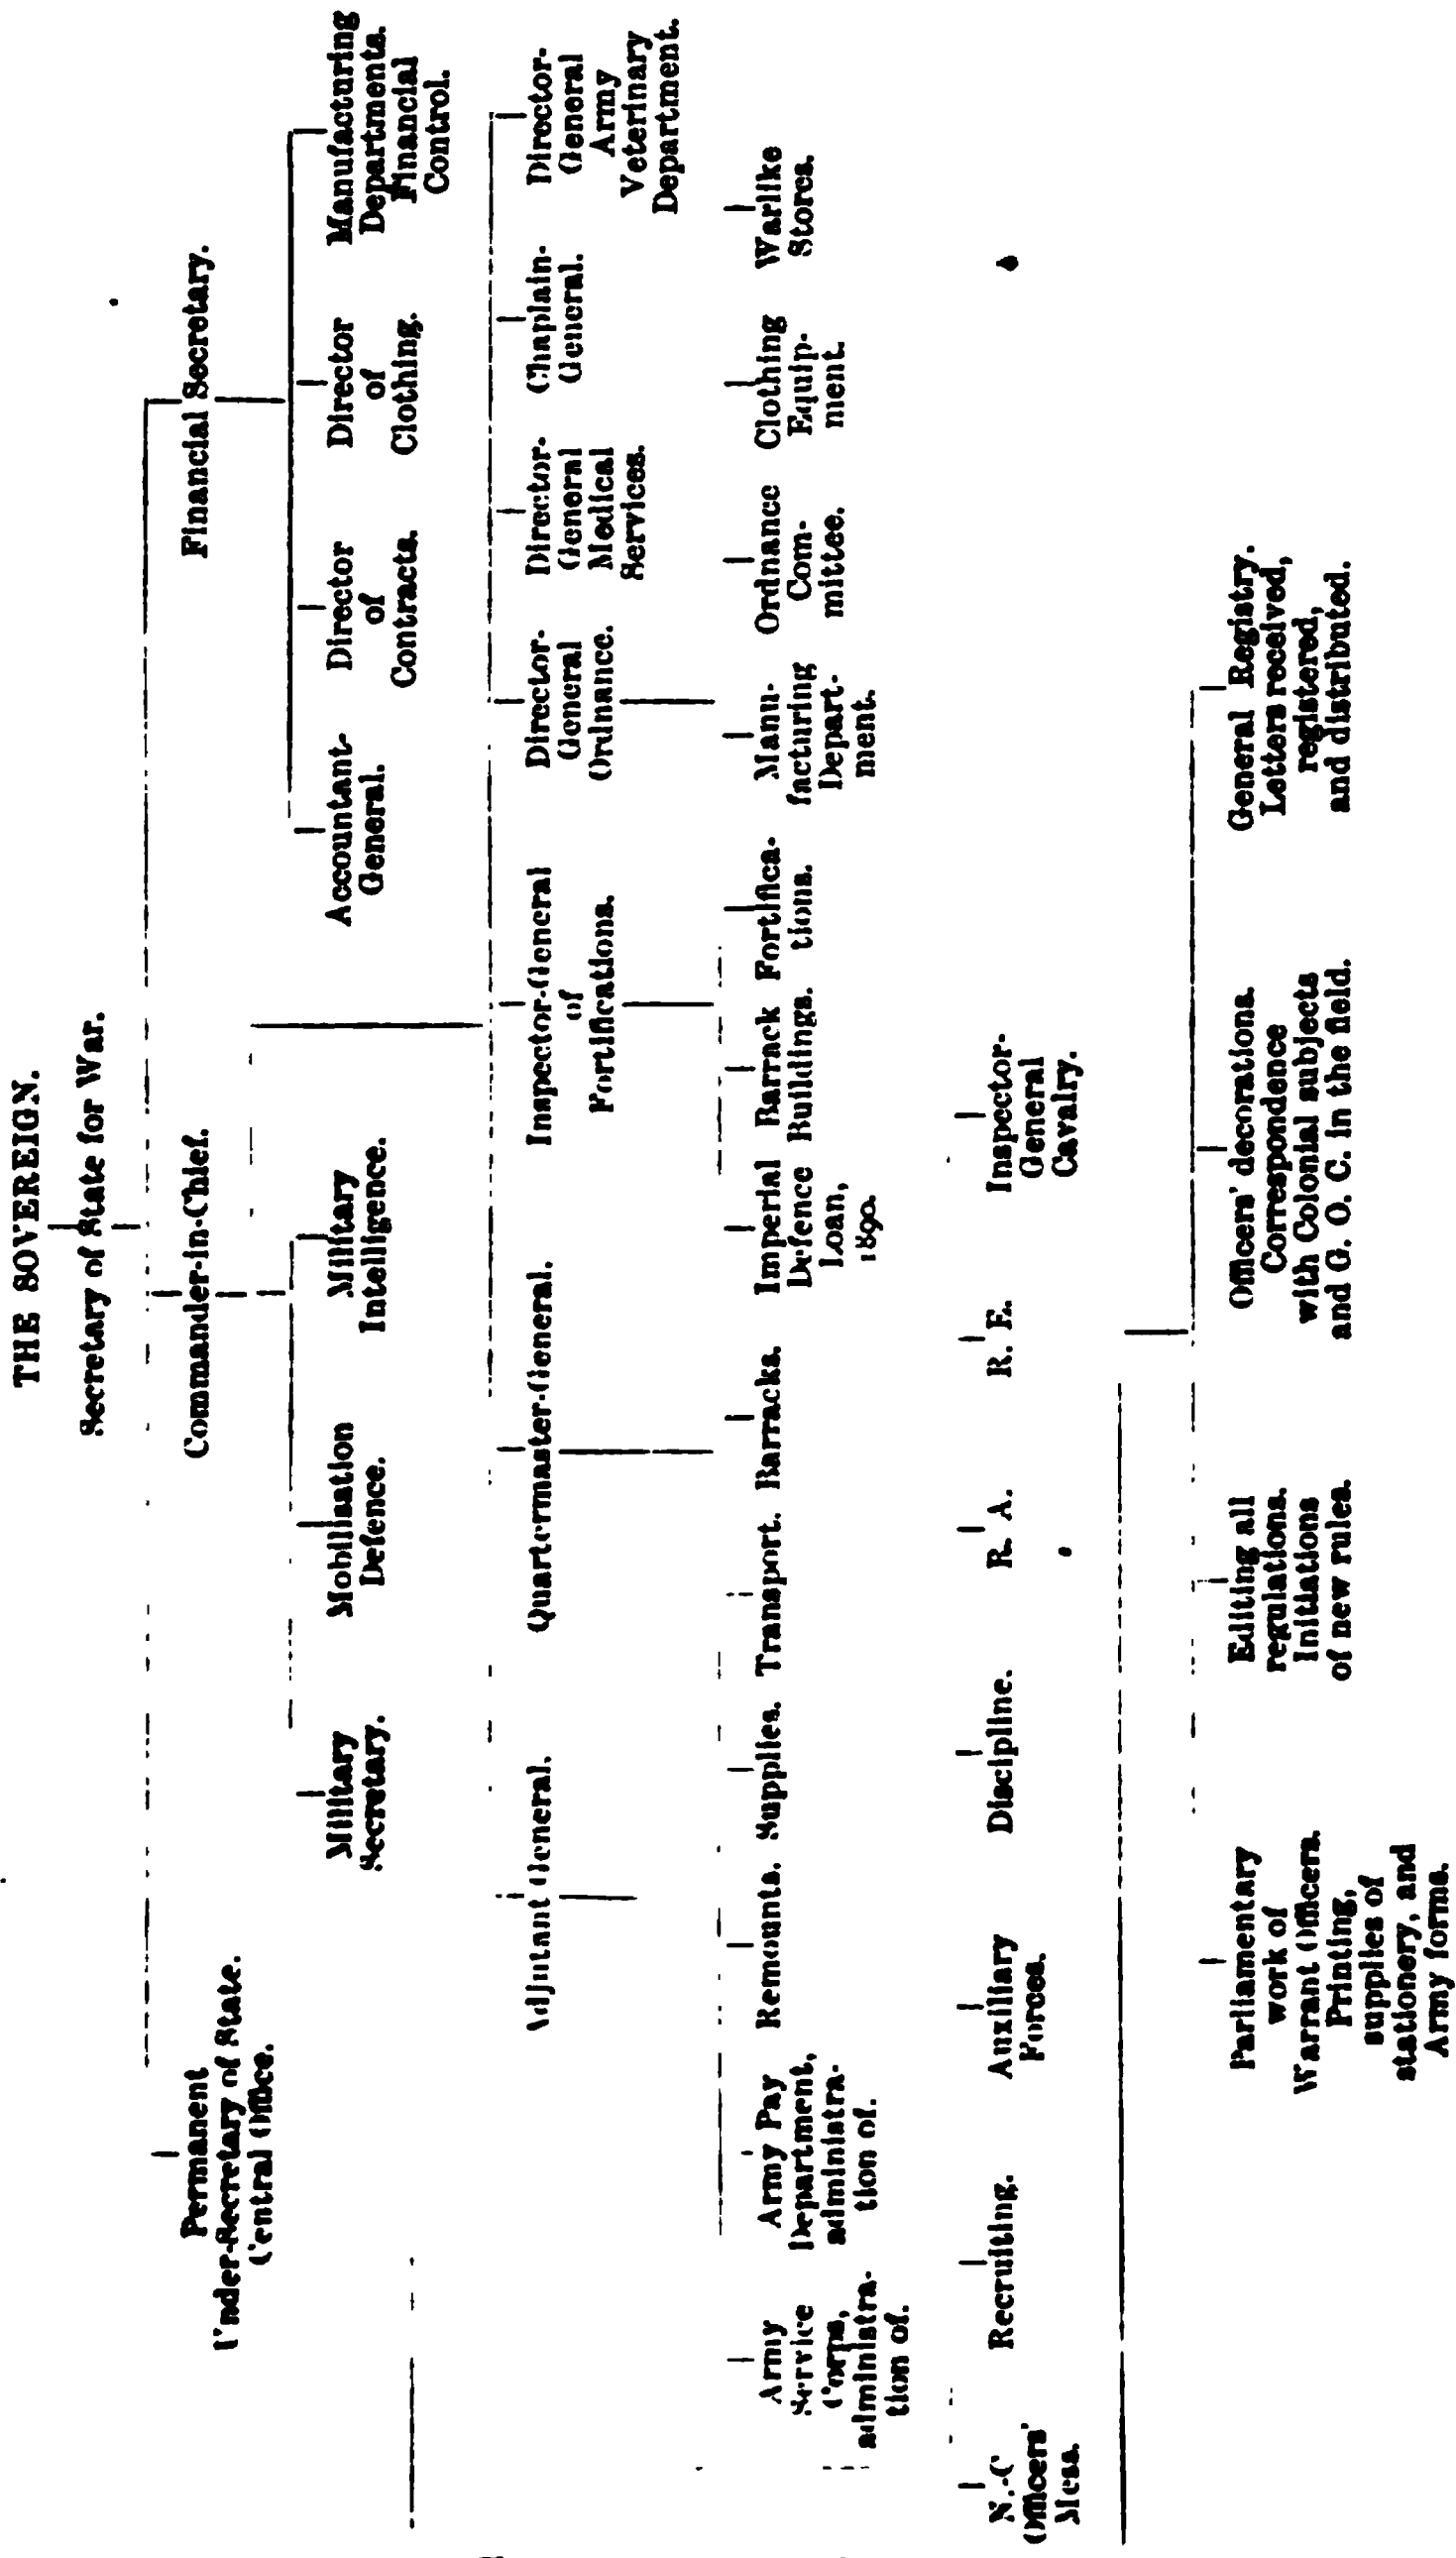 THE SOVEREIGN.
Secretary of State for War.
Permanent
Under-Secretary of State.
Central Office.
Commander-in-Chief.
Financial Secretary.
Military
Secretary.
Mobilisation
Defence.
Military
Intelligence.
Accountant-
General.
Director
of
Contracts.
Director
of
Clothing.
Manufacturing
Departments.
Financial
Control.
Adjutant General.
Quartermaster-General.
Inspector-General
of
Fortifications.
Director-
General
Ordnance.
Director-
General
Medical
Services.
Chaplain-
General.
Director-
General
Army
Veterinary
Department.
Army
Service
Corps,
administra-
tion of.
Army Pay
Department,
administra-
tion of.
Remounts.
Supplies.
Transport.
Barracks.
Imperial
Defence
Loan,
1890.
Barrack
Buildings.
Fortifica-
tions.
Manu-
facturing
Depart-
ment.
Ordnance
Com-
mittee.
Clothing
Equip-
ment.
Warlike
Stores.
N.-C
Officers'
Mess.
Recruiting.
Auxiliary
Forces.
Discipline.
R. A.
R. E.
Inspector-
General
Cavalry.
Parliamentary
work of
Warrant Officers.
Printing,
supplies of
stationery, and
Army forms.
Editing all
regulations.
Initiations
of new rules.
Officers' decorations.
Correspondence
with Colonial subjects
and G. O. C. in the field.
General Registry.
Letters received,
registered,
and distributed.